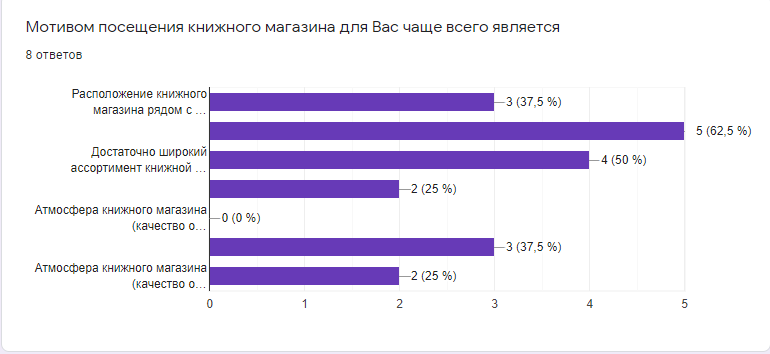 Мотивом посещения книжного магазина для Вас чаще всего является
8 ответов
Расположение книжного
магазина рядом с …
3 (37,5 %)
5 (62,5 %)
Достаточно широкий
ассортимент книжной …
4 (50 %)
2 (25 %)
Атмосфера книжного магазина
(качество о…
0 (0 %)
3 (37,5 %)
Атмосфера книжного магазина
(качество о…
2 (25 %)
0 1 2 3 4 5